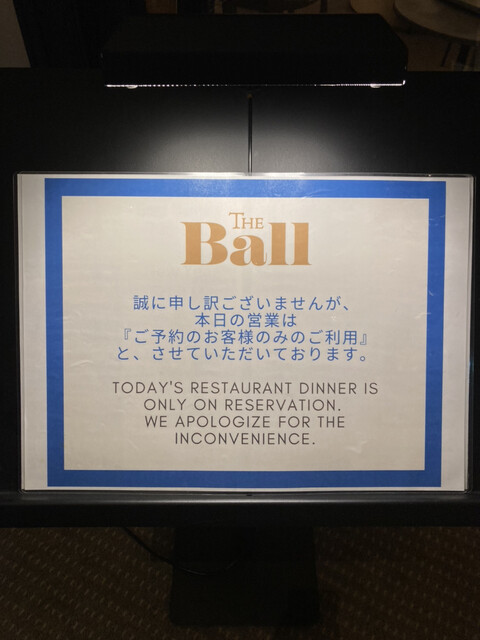 THE
Ball
誠に申し訳ございませんが、
本日の営業は
『ご予約のお客様のみのご利用』
と、させていただいております。
TODAY'S RESTAURANT DINNER IS
ONLY ON RESERVATION.
WE APOLOGIZE FOR THE
INCONVENIENCE.